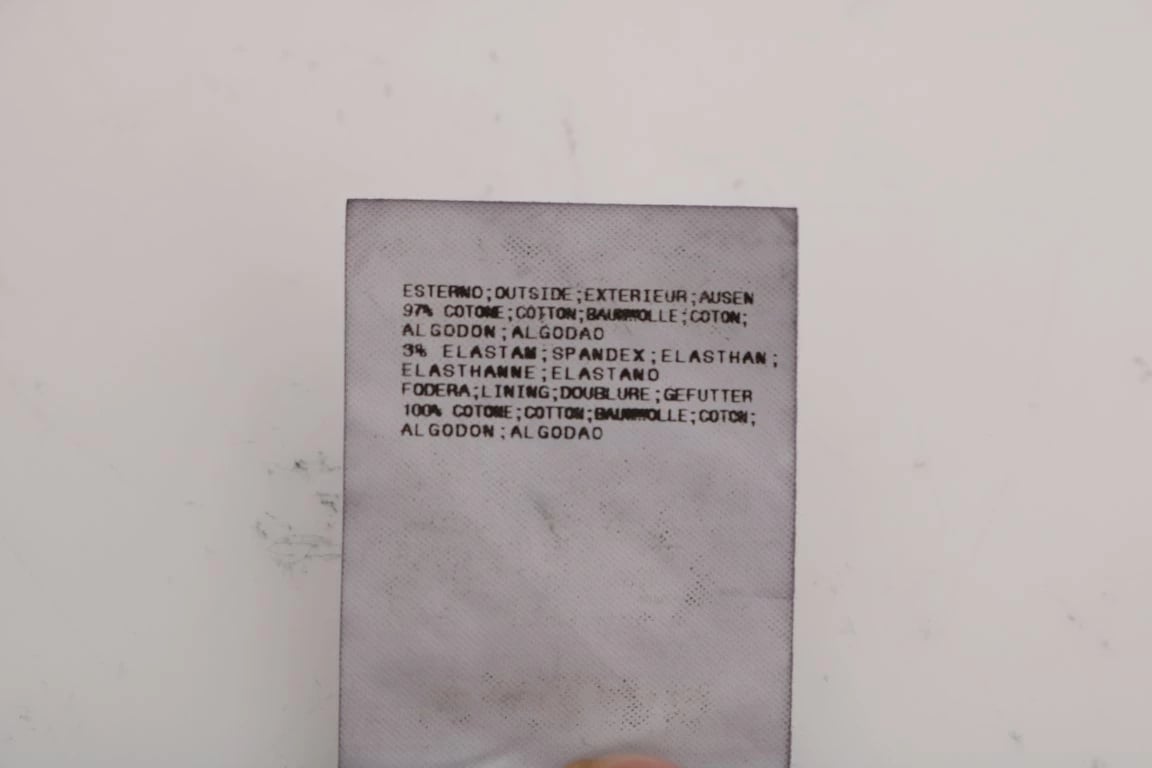 ESTERNO;OUTSIDE;EXTERIEUR;AUSEN
97% COTONE;COTTON;BAUMWOLLE;COTON;
ALGODON;ALGODAO
3% ELASTAM;SPANDEX;ELASTHAN;
ELASTHANNE;ELASTANO
FODERA;LINING;DOUBLURE;GEFUTTER
100% COTONE;COTTON;BAUMWOLLE;COTON;
ALGODON;ALGODAO